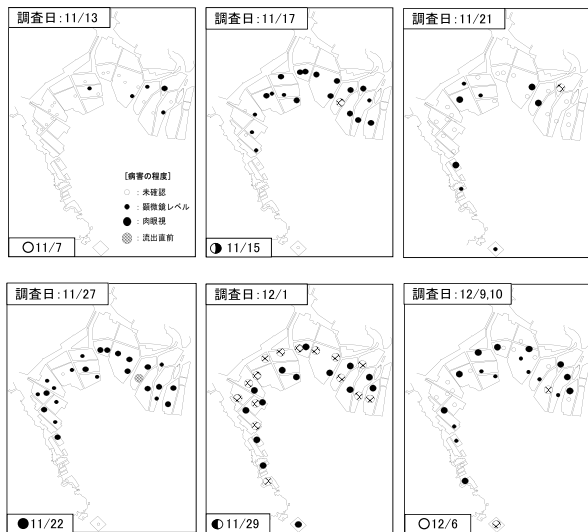 調査日:11/13
[病害の程度]
○ : 未確認
● : 顕微鏡レベル
● : 肉眼視
: 流出直前
○11/7
調査日:11/17
◑ 11/15
調査日:11/21
調査日:11/27
●11/22
調査日:12/1
◐11/29
調査日:12/9,10
○12/6